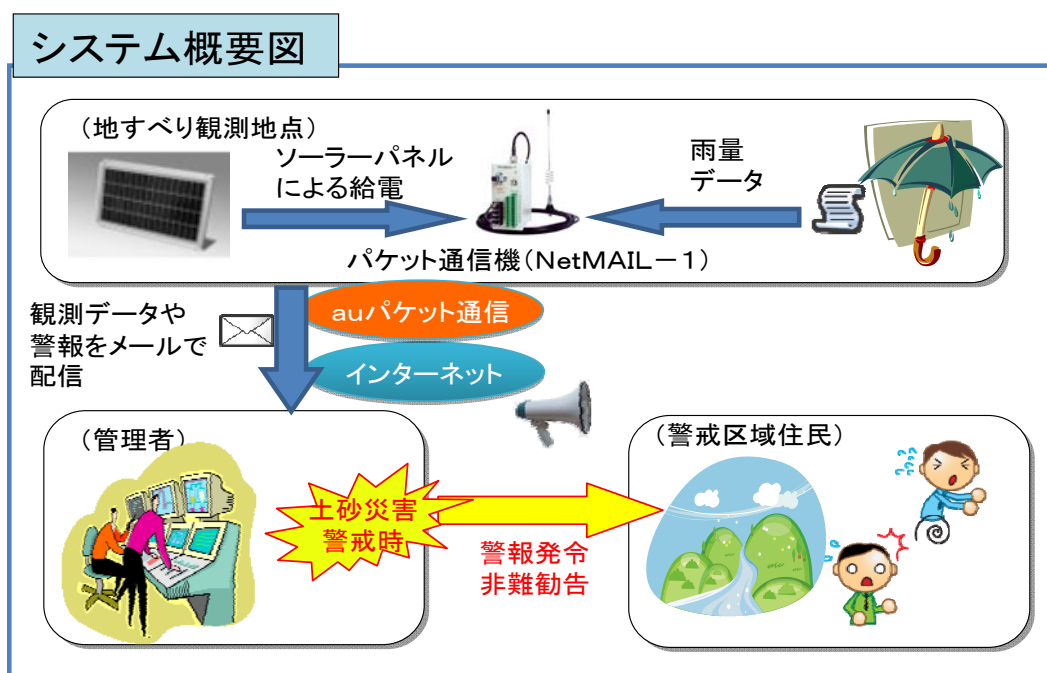 システム概要図
（地すべり観測地点）
ソーラーパネル
による給電
雨量
データ
パケット通信機（NetMAIL－1）
観測データや
警報をメールで
配信
auパケット通信
インターネット
（管理者）
土砂災害
警戒時
警報発令
非難勧告
（警戒区域住民）